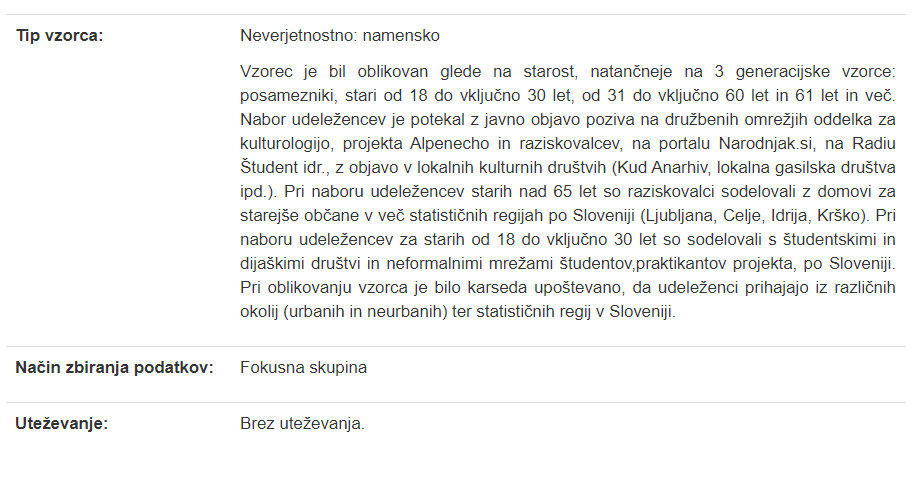 Tip vzorca: Neverjetnostno: namensko
Vzorec je bil oblikovan glede na starost, natančneje na 3 generacijske vzorce:
posamezniki, stari od 18 do vključno 30 let, od 31 do vključno 60 let in 61 let in več.
Nabor udeležencev je potekal z javno objavo poziva na družbenih omrežjih oddelka za
kulturologijo, projekta Alpenecho in raziskovalcev, na portalu Narodnjak.si, na Radiu
Študent idr., z objavo v lokalnih kulturnih društvih (Kud Anarhiv, lokalna gasilska društva
ipd.). Pri naboru udeležencev starih nad 65 let so raziskovalci sodelovali z domovi za
starejše občane v več statističnih regijah po Sloveniji (Ljubljana, Celje, Idrija, Krško). Pri
naboru udeležencev za starih od 18 do vključno 30 let so sodelovali s študentskimi in
dijaškimi društvi in neformalnimi mrežami študentov,praktikantov projekta, po Sloveniji.
Pri oblikovanju vzorca je bilo karseda upoštevano, da udeleženci prihajajo iz različnih
okolij (urbanih in neurbanih) ter statističnih regij v Sloveniji.
Način zbiranja podatkov: Fokusna skupina
Uteževanje: Brez uteževanja.